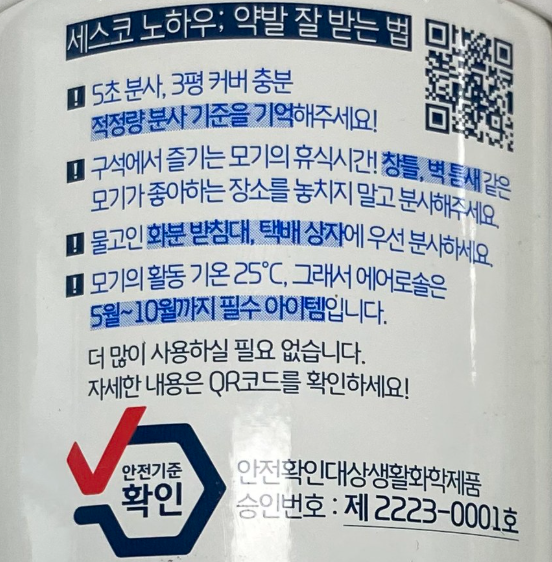 세스코 노하우; 약발 잘 받는 법
! 5초 분사, 3평 커버 충분
적정량 분사 기준을 기억해주세요!
! 구석에서 즐기는 모기의 휴식시간! 창틀, 벽 틈새 같은
모기가 좋아하는 장소를 놓치지 말고 분사해주세요.
! 물고인 화분 받침대, 택배 상자에 우선 분사하세요.
! 모기의 활동 기온 25℃, 그래서 에어로솔은
5월~10월까지 필수 아이템입니다.
더 많이 사용하실 필요 없습니다.
자세한 내용은 QR코드를 확인하세요!
안전기준
확인
안전확인대상생활화학제품
승인번호 : 제 2223-0001호